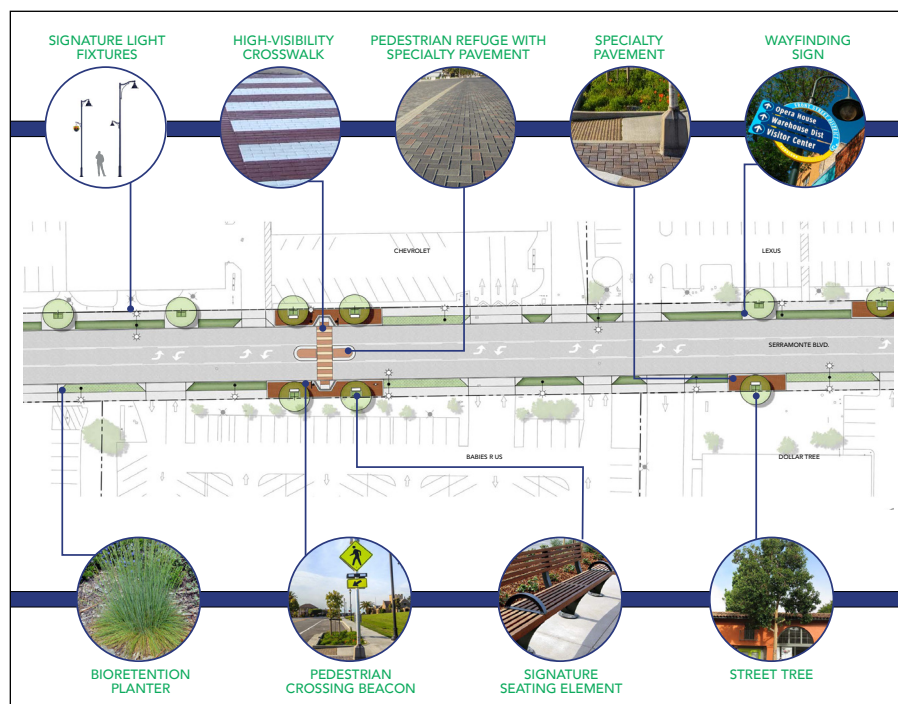 SIGNATURE LIGHT
FIXTURES
HIGH-VISIBILITY
CROSSWALK
PEDESTRIAN REFUGE WITH
SPECIALTY PAVEMENT
SPECIALTY
PAVEMENT
WAYFINDING
SIGN
Opera House
Warehouse Dist
Visitor Center
CHEVROLET
LEXUS
SERRAMONTE BLVD.
BABIES R US
DOLLAR TREE
BIORETENTION
PLANTER
PEDESTRIAN
CROSSING BEACON
SIGNATURE
SEATING ELEMENT
STREET TREE